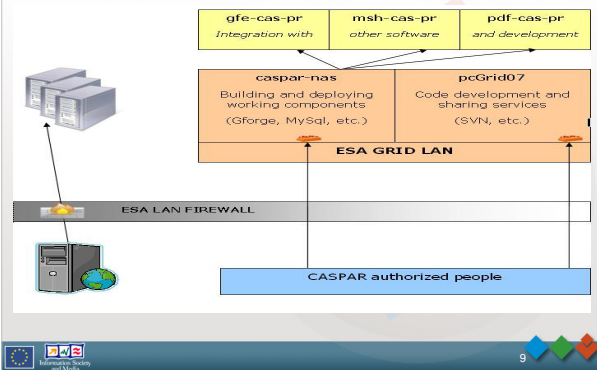 gfe-cas-pr
Integration with
msh-cas-pr
other software
pdf-cas-pr
and development
caspar-nas
Building and deploying
working components
(Gforge, MySql, etc.)
pcGrid07
Code development and
sharing services
(SVN, etc.)
ESA GRID LAN
ESA LAN FIREWALL
CASPAR authorized people
Information Society
and Media
9